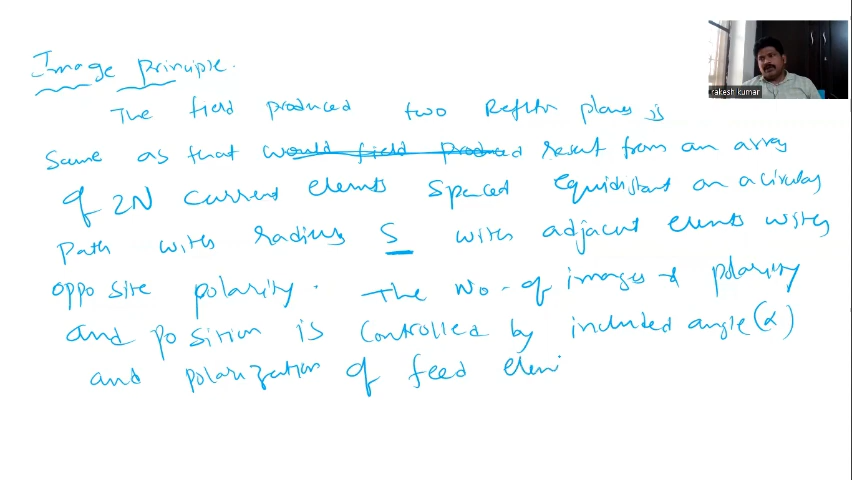 Image principle.
rakesh kumar
The field produced two Reflctr planes is
Same as that would field produced result from an array
of 2N current elements spaced equidistant on a circular
path with radius S with adjacent elements with
opposite polarity. The No. of images & polarity
and position is controlled by included angle (α)
and polarization of feed elem